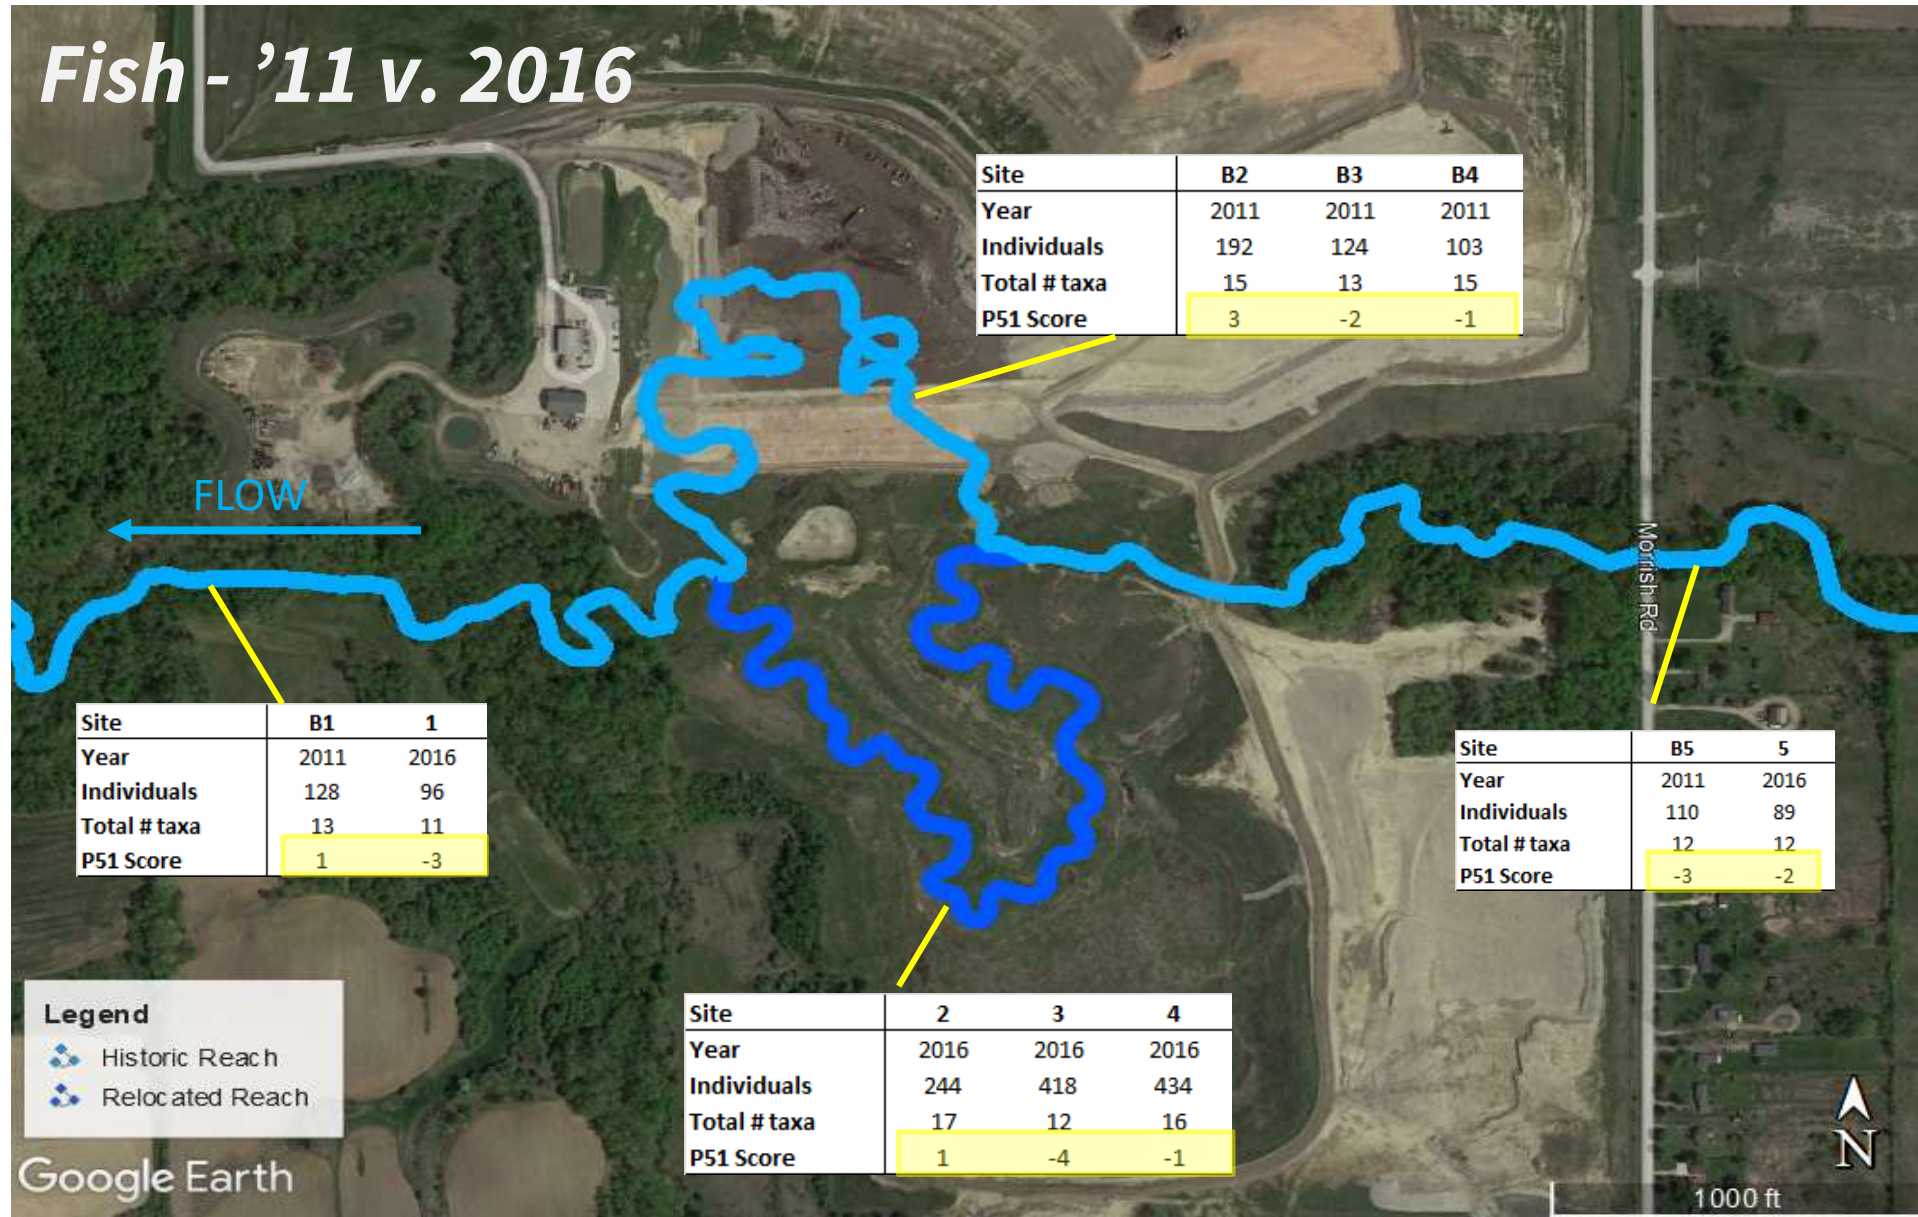 Fish - ’11 v. 2016
Site B2 B3 B4
Year 2011 2011 2011
Individuals 192 124 103
Total # taxa 15 13 15
P51 Score 3 -2 -1
FLOW
Morrish Rd
Site B1 1
Year 2011 2016
Individuals 128 96
Total # taxa 13 11
P51 Score 1 -3
Site B5 5
Year 2011 2016
Individuals 110 89
Total # taxa 12 12
P51 Score -3 -2
Site 2 3 4
Year 2016 2016 2016
Individuals 244 418 434
Total # taxa 17 12 16
P51 Score 1 -4 -1
Legend
Historic Reach
Relocated Reach
Google Earth
N
1000 ft